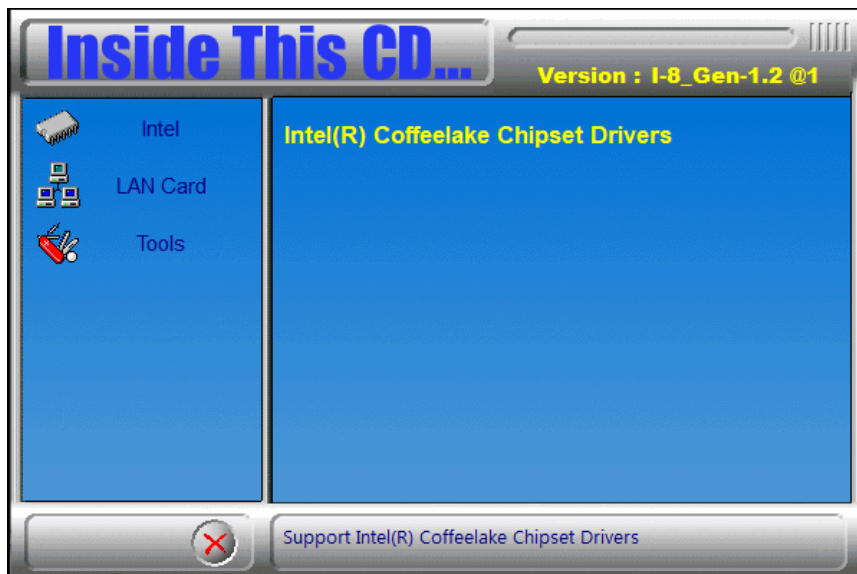 Inside This CD...
Version : I-8_Gen-1.2 @1
Intel
LAN Card
Tools
Intel(R) Coffeelake Chipset Drivers
Support Intel(R) Coffeelake Chipset Drivers